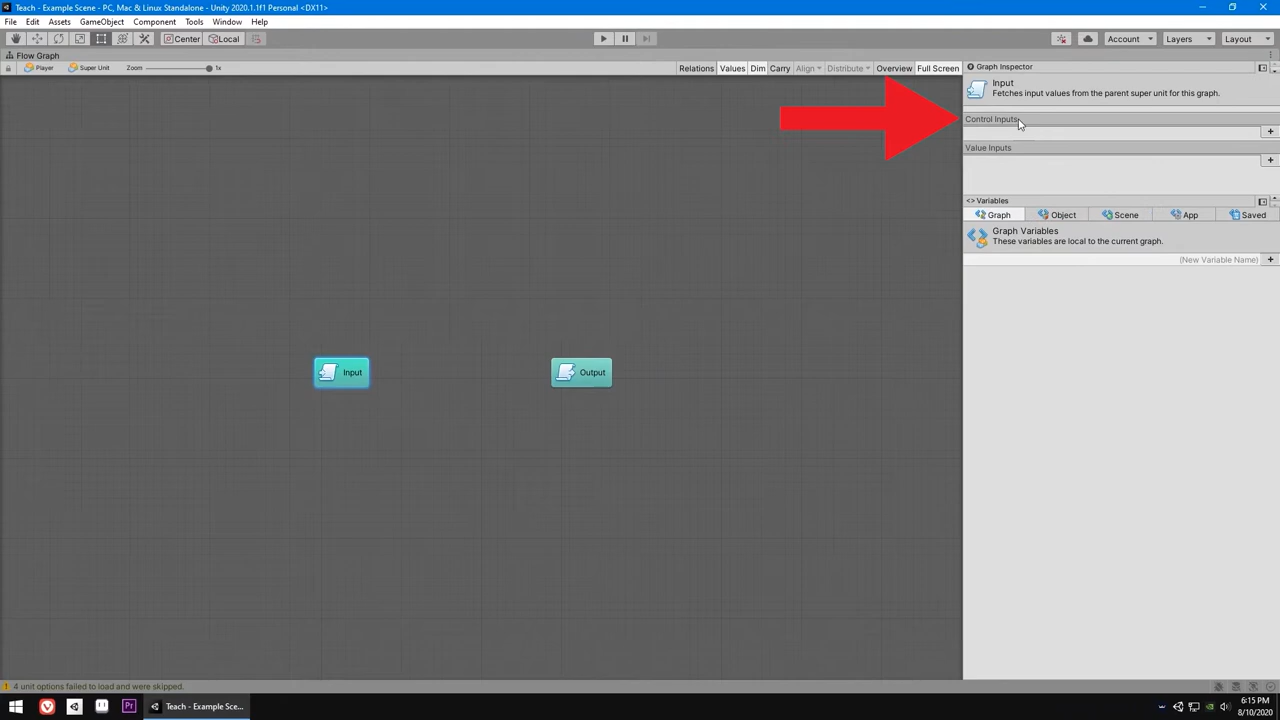 Teach - Example Scene - PC, Mac & Linux Standalone - Unity 2020.1.1f1 Personal <DX11>
File Edit Assets GameObject Component Tools Window Help
Center Local Account Layers Layout
Flow Graph
Player Super Unit Zoom 1x Relations Values Dim Carry Align Distribute Overview Full Screen
Graph Inspector
Input
Fetches input values from the parent super unit for this graph.
Control Inputs
+
Value Inputs
+
<> Variables
Graph Object Scene App Saved
Graph Variables
These variables are local to the current graph.
(New Variable Name) +
Input
Output
4 unit options failed to load and were skipped.
Pr Teach - Example Sce...
6:15 PM
8/10/2020